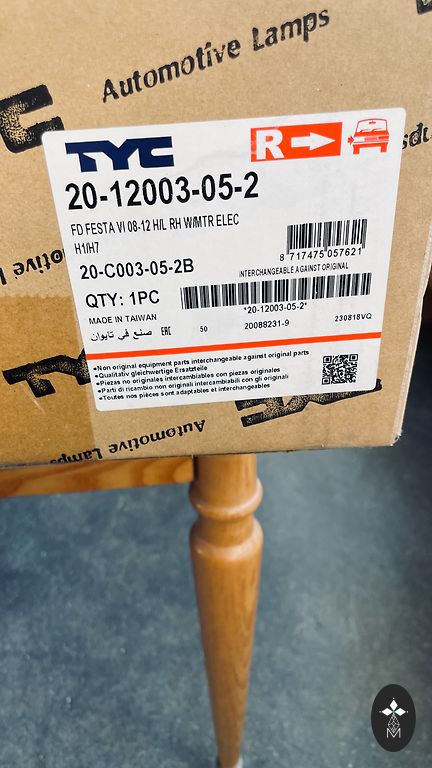 Automotive Lamps
TYC
R
20-12003-05-2
FD FESTA VI 08-12 H/L RH W/MTR ELEC
H1/H7
8 717475 057621
20-C003-05-2B
INTERCHANGEABLE AGAINST ORIGINAL
QTY: 1PC
*20-12003-05-2*
MADE IN TAIWAN
صنع في تايوان
EAC
50
20088231-9
230818VQ
•Non original equipment parts interchangeable against original parts
•Qualitativ gleichwertige Ersatzteile
•Piezas no originales intercambiables con piezas originales
•Parti di ricambio non originali intercambiabili con gli originali
•Toutes nos pièces sont adaptables et interchangeables
TYC
Automotive Lamps
M